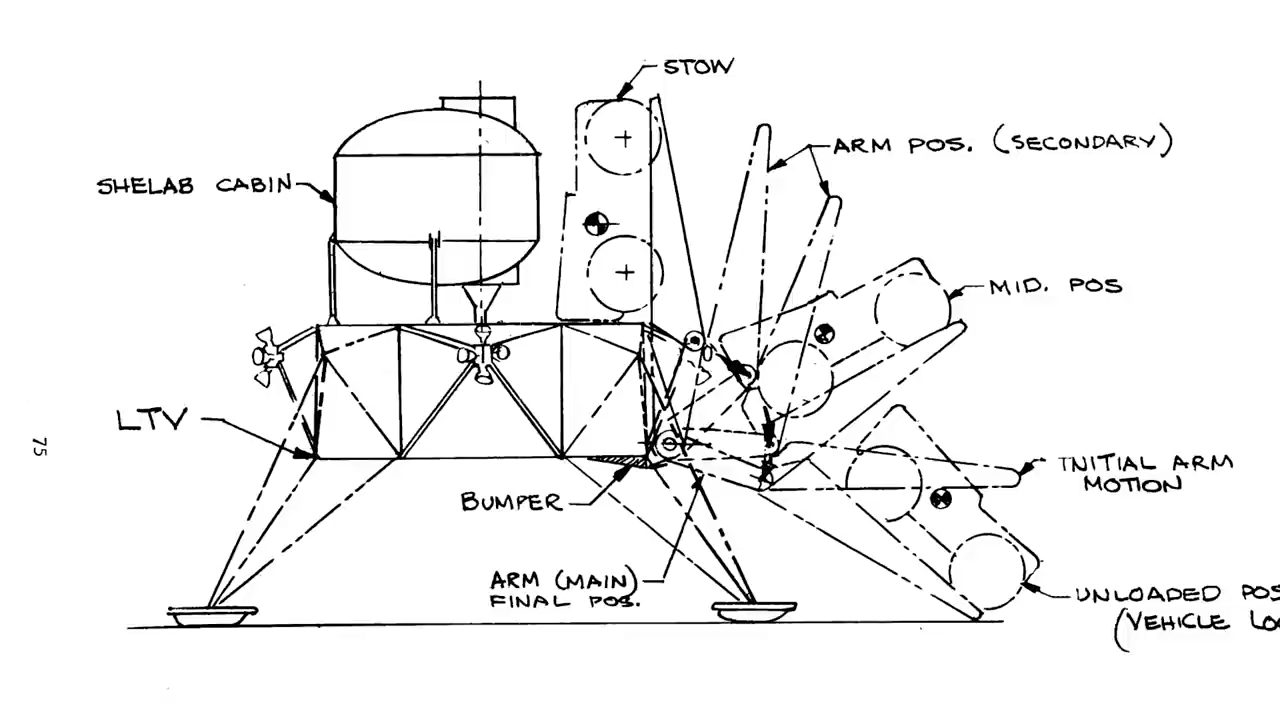 STOW
ARM POS. (SECONDARY)
SHELAB CABIN
MID. POS
LTV
INITIAL ARM
MOTION
BUMPER
ARM (MAIN)
FINAL POS.
UNLOADED POS
(VEHICLE
75